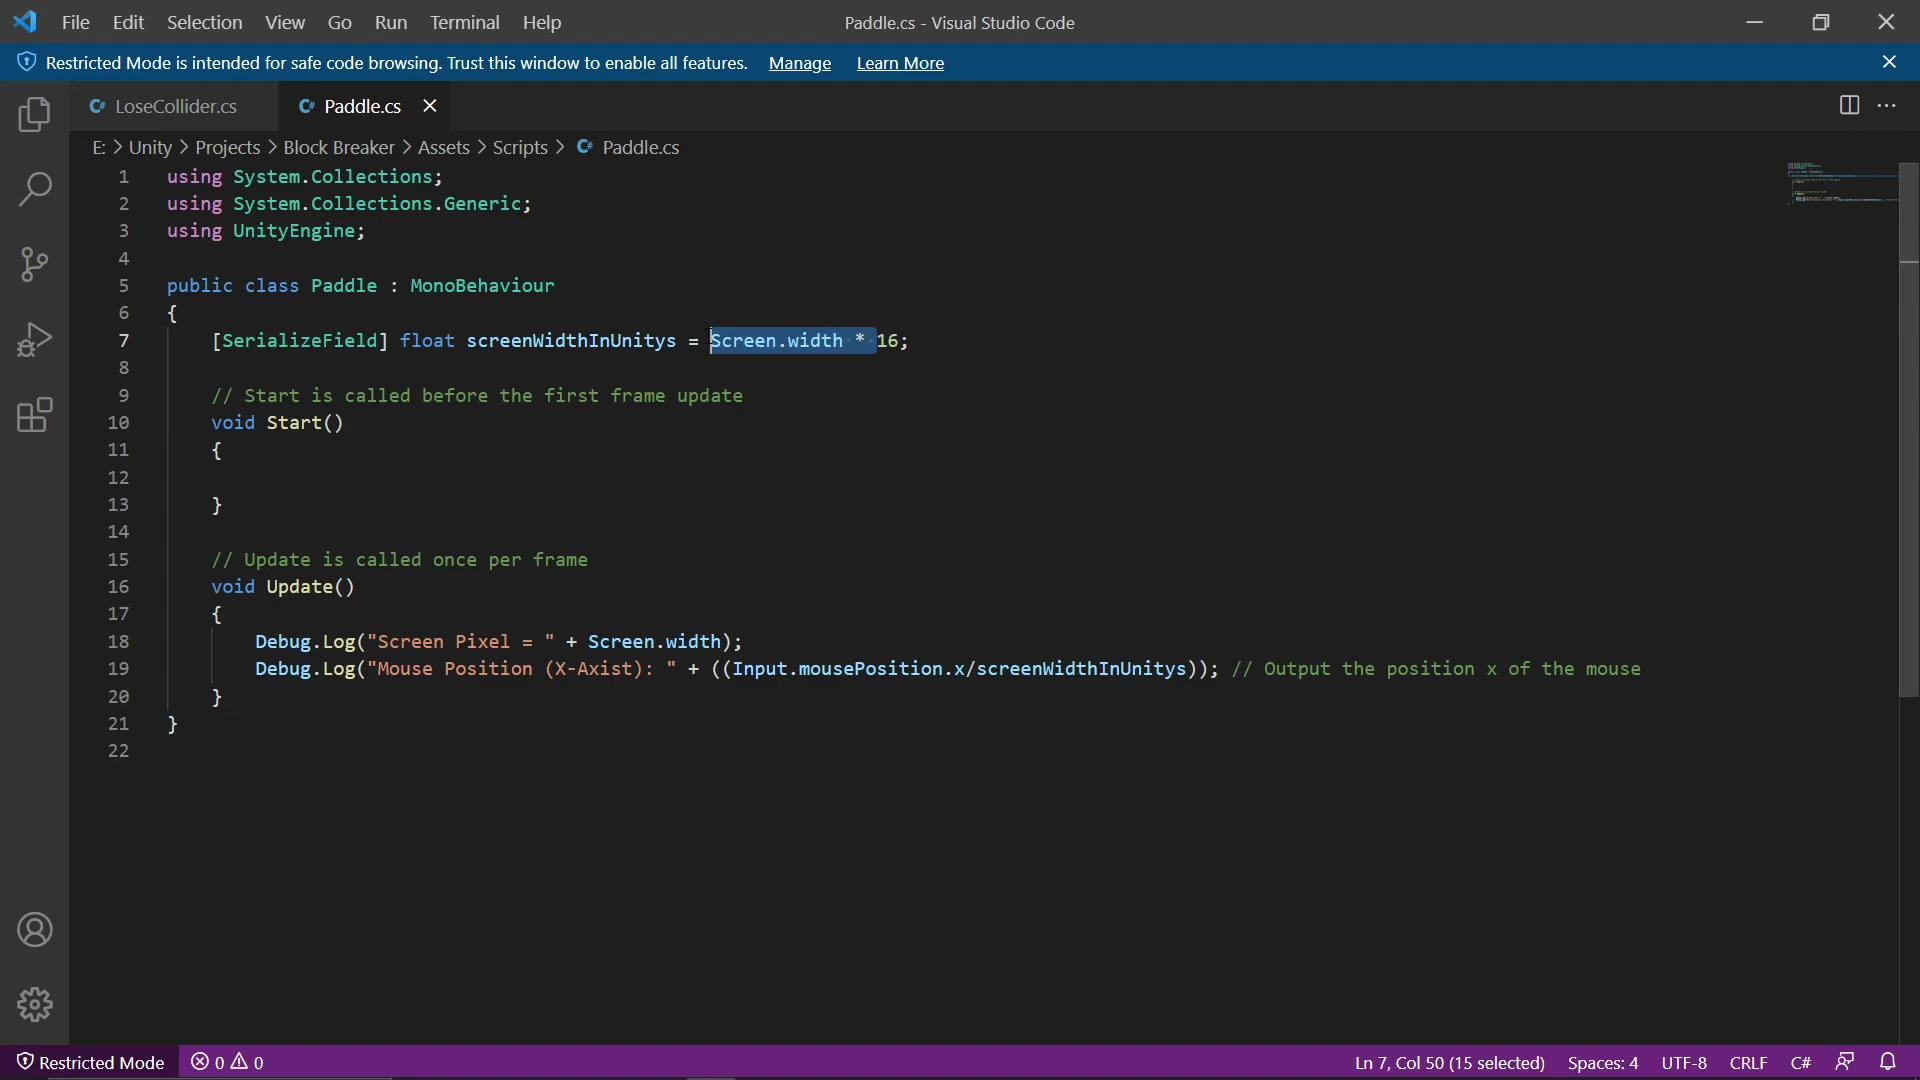 File Edit Selection View Go Run Terminal Help Paddle.cs - Visual Studio Code
Restricted Mode is intended for safe code browsing. Trust this window to enable all features. Manage Learn More
C# LoseCollider.cs C# Paddle.cs
E: > Unity > Projects > Block Breaker > Assets > Scripts > C# Paddle.cs
1 using System.Collections;
2 using System.Collections.Generic;
3 using UnityEngine;
4
5 public class Paddle : MonoBehaviour
6 {
7 [SerializeField] float screenWidthInUnitys = Screen.width * 16;
8
9 // Start is called before the first frame update
10 void Start()
11 {
12
13 }
14
15 // Update is called once per frame
16 void Update()
17 {
18 Debug.Log("Screen Pixel = " + Screen.width);
19 Debug.Log("Mouse Position (X-Axist): " + ((Input.mousePosition.x/screenWidthInUnitys)); // Output the position x of the mouse
20 }
21 }
22
Restricted Mode 0 0 Ln 7, Col 50 (15 selected) Spaces: 4 UTF-8 CRLF C#